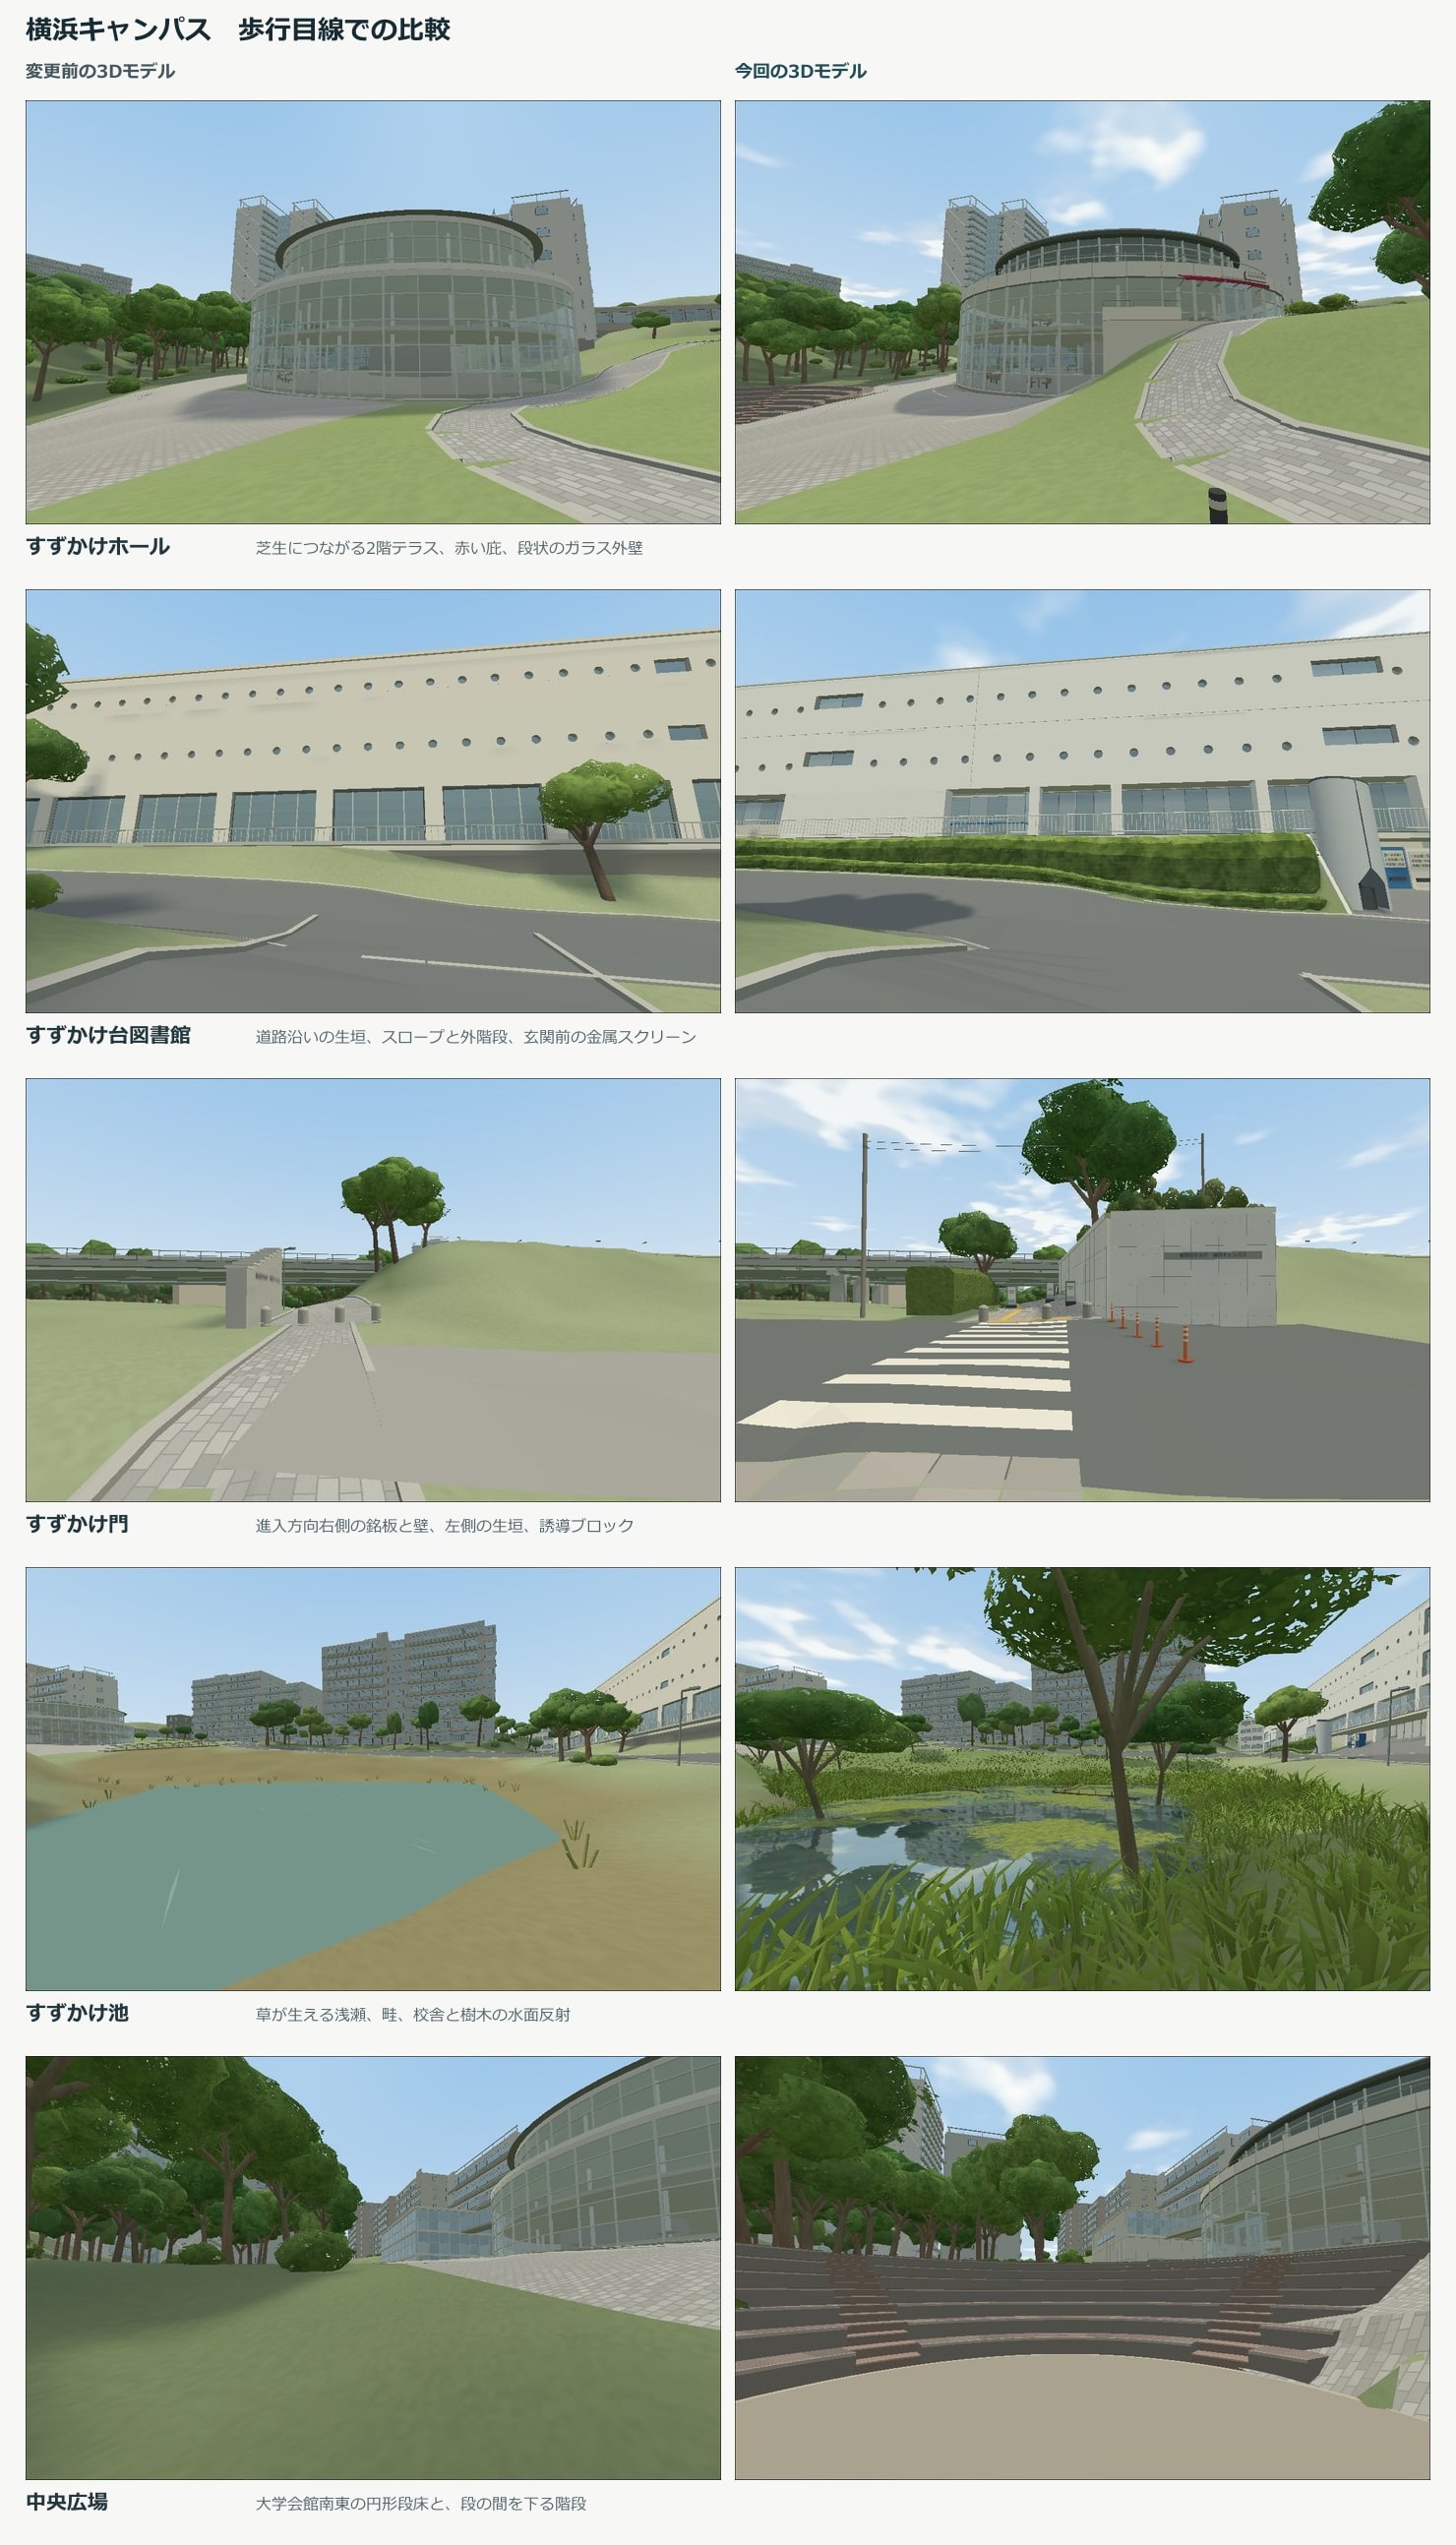 横浜キャンパス　歩行目線での比較
変更前の3Dモデル
今回の3Dモデル
すずかけホール
芝生につながる2階テラス、赤い庇、段状のガラス外壁
すずかけ台図書館
道路沿いの生垣、スロープと外階段、玄関前の金属スクリーン
すずかけ門
進入方向右側の銘板と壁、左側の生垣、誘導ブロック
すずかけ池
草が生える浅瀬、畦、校舎と樹木の水面反射
中央広場
大学会館南東の円形段床と、段の間を下る階段